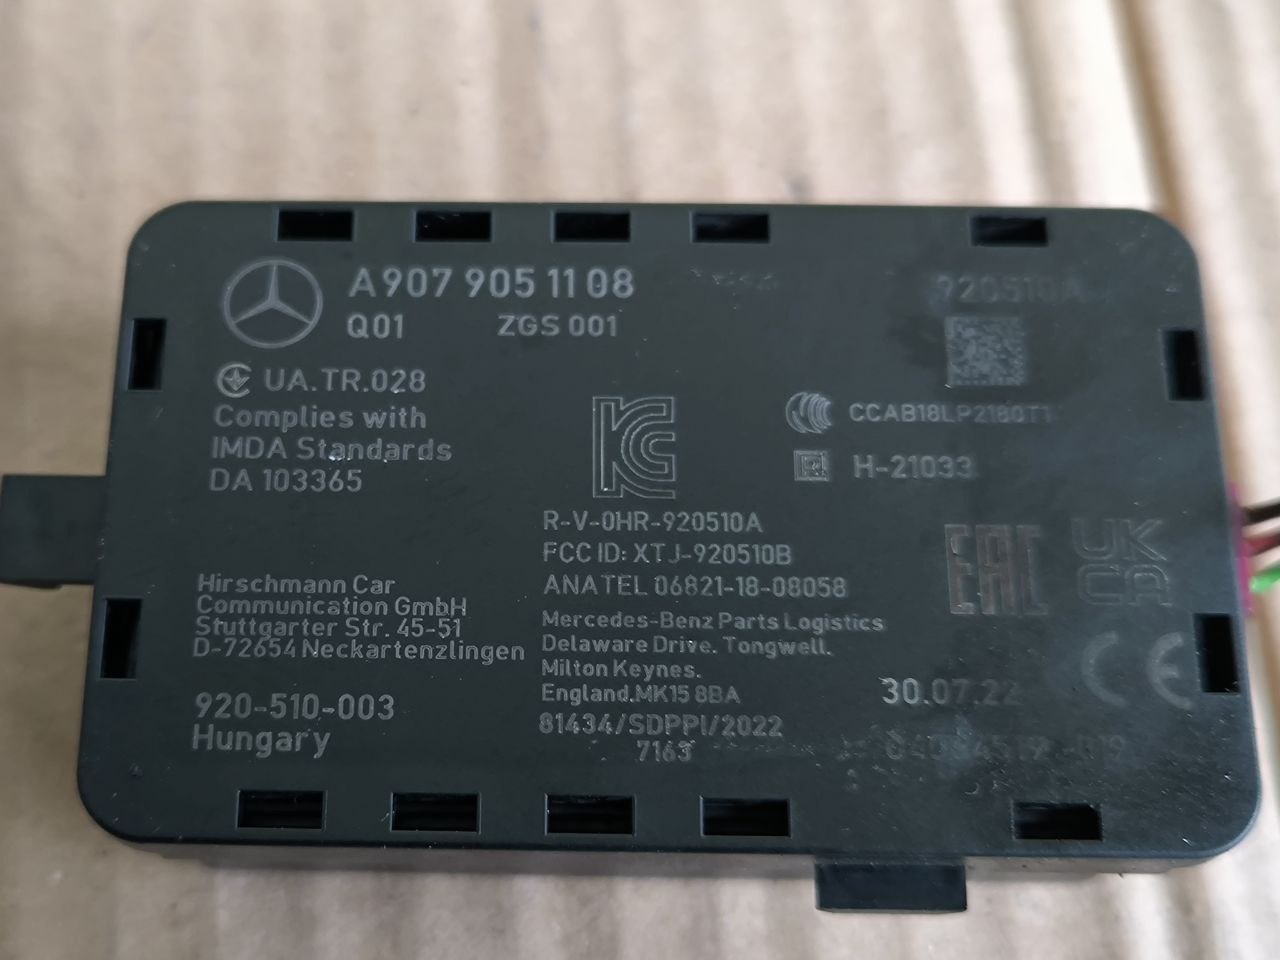 A 907 905 11 08
Q01 ZGS 001
920510A
UA.TR.028
Complies with
IMDA Standards
DA 103365
CCAB18LP2180T1
H-21033
R-V-0HR-920510A
FCC ID: XTJ-920510B
ANATEL 06821-18-08058
EAC
UK
CA
Hirschmann Car
Communication GmbH
Stuttgarter Str. 45-51
D-72654 Neckartenzlingen
Mercedes-Benz Parts Logistics
Delaware Drive. Tongwell.
Milton Keynes.
England.MK15 8BA
920-510-003
Hungary
81434/SDPPI/2022
7163
30.07.22
CE